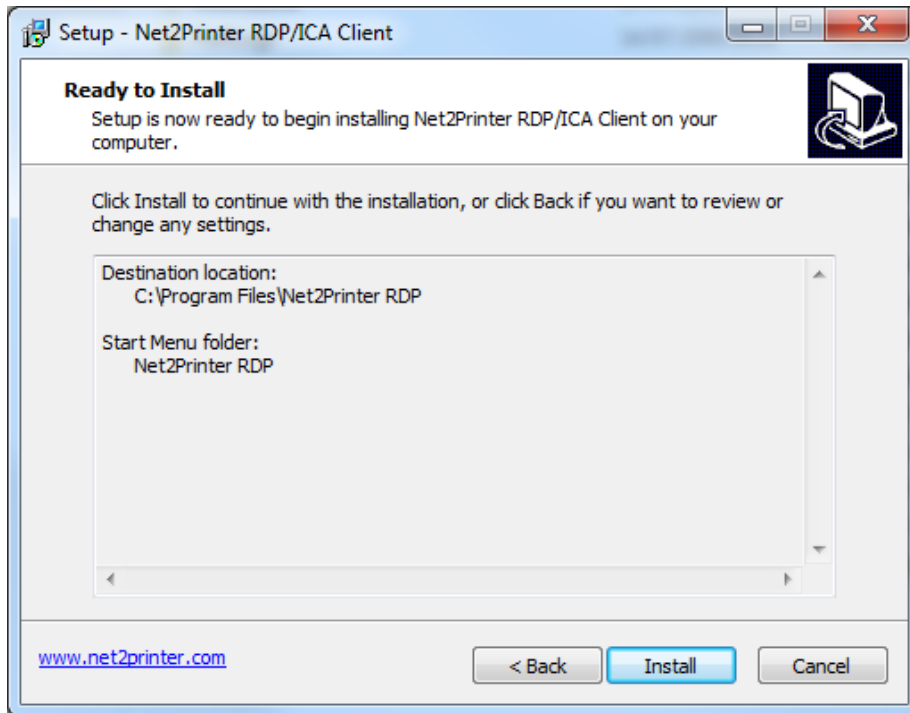 Setup - Net2Printer RDP/ICA Client
Ready to Install
Setup is now ready to begin installing Net2Printer RDP/ICA Client on your
computer.
Click Install to continue with the installation, or click Back if you want to review or
change any settings.
Destination location:
C:\Program Files\Net2Printer RDP
Start Menu folder:
Net2Printer RDP
www.net2printer.com
< Back
Install
Cancel